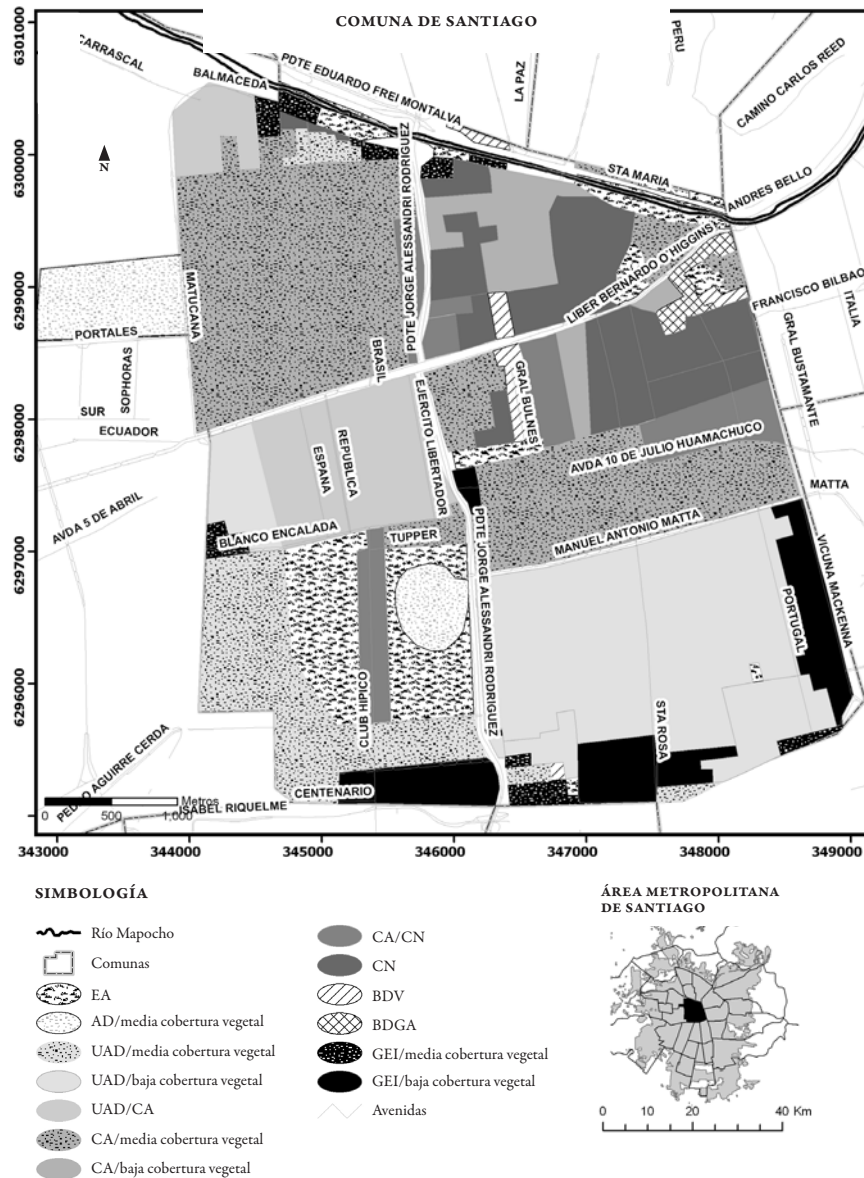 COMUNA DE SANTIAGO
6301000
6300000
6299000
6298000
6297000
6296000
343000
344000
345000
346000
347000
348000
349000
N
CARRASCAL
BALMACEDA
PDTE EDUARDO FREI MONTALVA
LA PAZ
PERU
CAMINO CARLOS REED
STA MARIA
ANDRES BELLO
PDTE JORGE ALESSANDRI RODRIGUEZ
LIBER BERNARDO O'HIGGINS
FRANCISCO BILBAO
ITALIA
GRAL BUSTAMANTE
MATUCANA
PORTALES
SOPHORAS
SUR
ECUADOR
BRASIL
EJERCITO LIBERTADOR
GRAL BULNES
ESPAÑA
REPUBLICA
AVDA 10 DE JULIO HUAMACHUCO
MATTA
AVDA 5 DE ABRIL
BLANCO ENCALADA
TUPPER
MANUEL ANTONIO MATTA
VICUNA MACKENNA
PORTUGAL
PDTE JORGE ALESSANDRI RODRIGUEZ
CLUB HIPICO
STA ROSA
PEDRO AGUIRRE CERDA
CENTENARIO
ISABEL RIQUELME
Metros
0 500 1,000
SIMBOLOGÍA
Río Mapocho
Comunas
EA
AD/media cobertura vegetal
UAD/media cobertura vegetal
UAD/baja cobertura vegetal
UAD/CA
CA/media cobertura vegetal
CA/baja cobertura vegetal
CA/CN
CN
BDV
BDGA
GEI/media cobertura vegetal
GEI/baja cobertura vegetal
Avenidas
ÁREA METROPOLITANA
DE SANTIAGO
0 10 20 40 Km